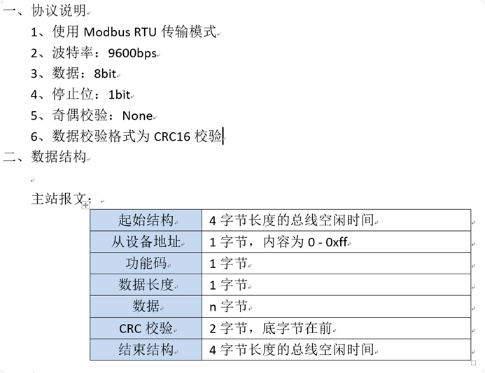 一、协议说明
1、使用 Modbus RTU 传输模式
2、波特率：9600bps
3、数据：8bit
4、停止位：1bit
5、奇偶校验：None
6、数据校验格式为 CRC16 校验
二、数据结构
主站报文：
起始结构 4 字节长度的总线空闲时间
从设备地址 1 字节，内容为 0 - 0xff
功能码 1 字节
数据长度 1 字节
数据 n 字节
CRC 校验 2 字节，底字节在前
结束结构 4 字节长度的总线空闲时间